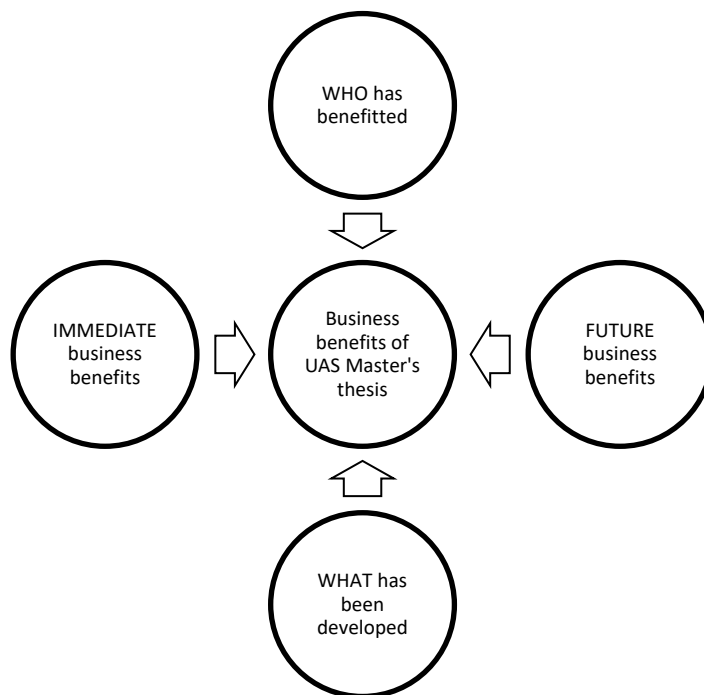 WHO has
benefitted
IMMEDIATE
business
benefits
Business
benefits of
UAS Master's
thesis
FUTURE
business
benefits
WHAT has
been
developed